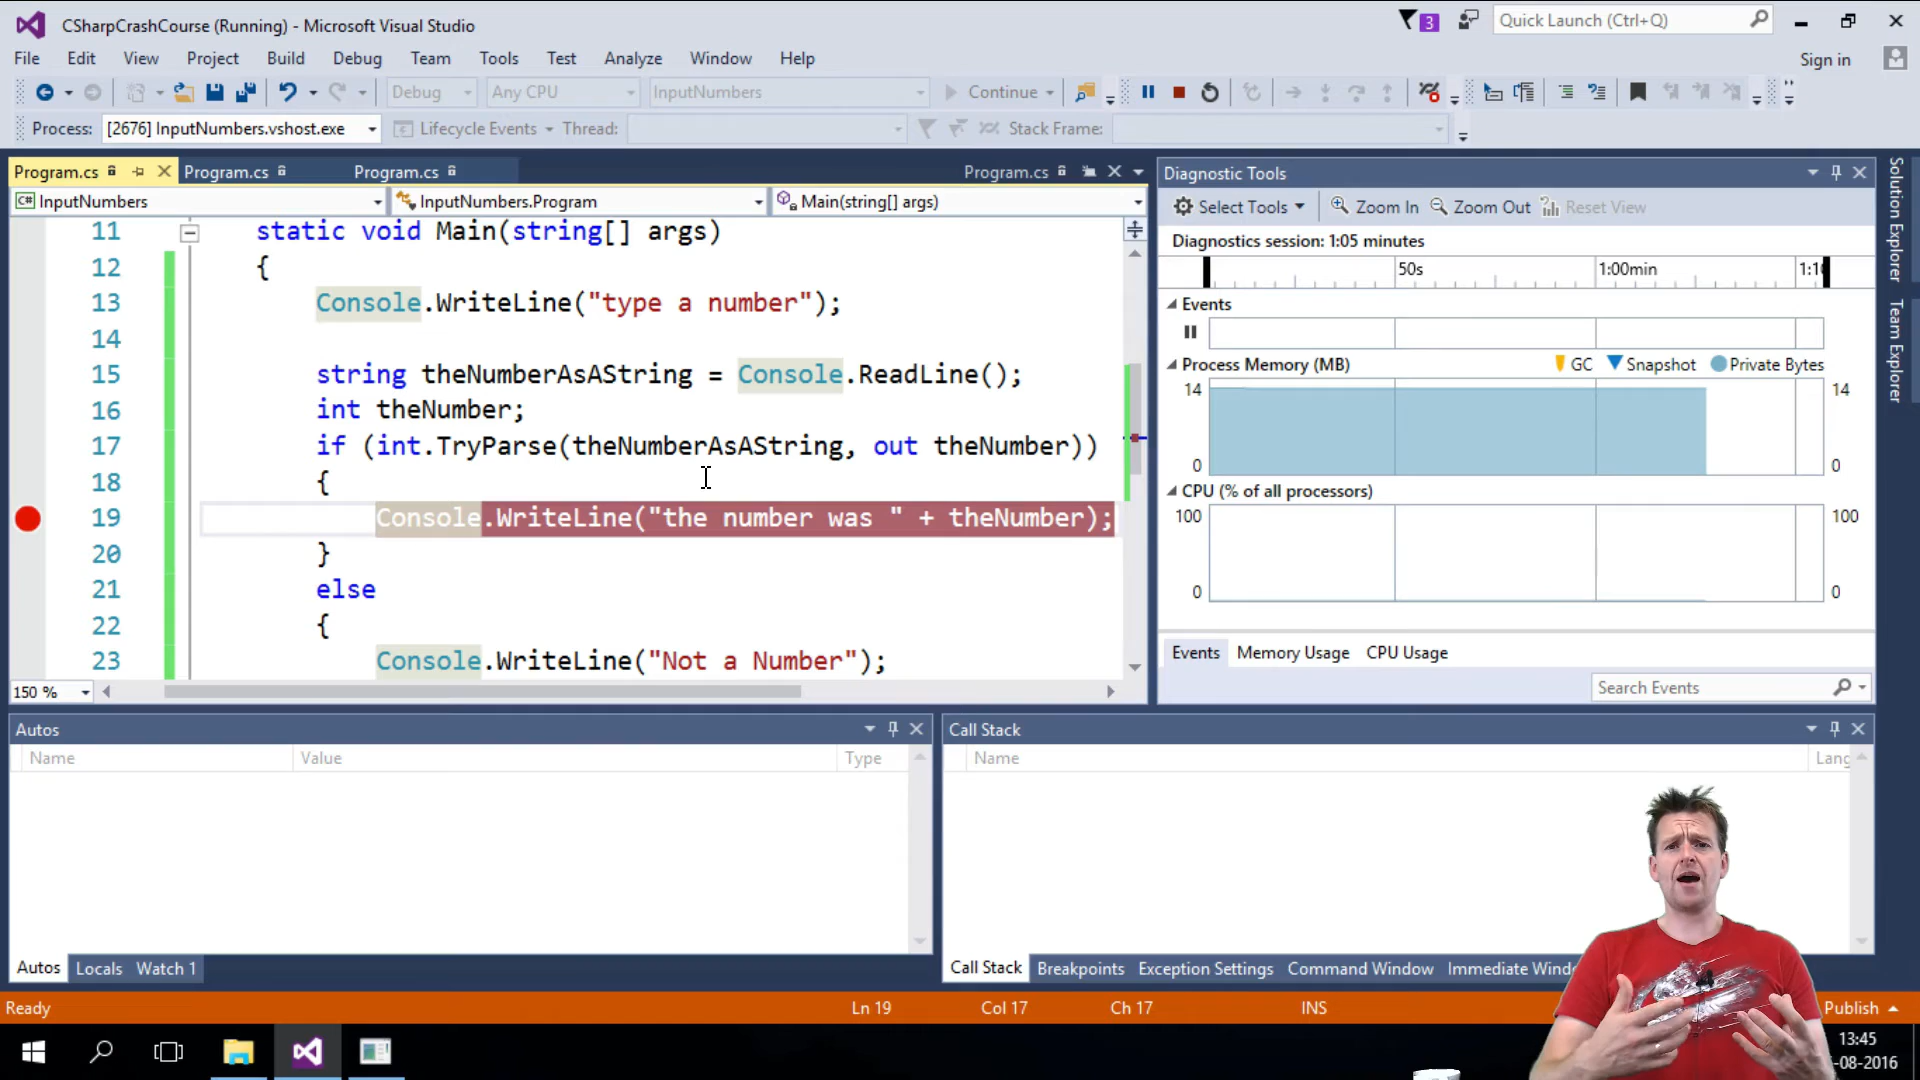 CSharpCrashCourse (Running) - Microsoft Visual Studio
3
Quick Launch (Ctrl+Q)
File Edit View Project Build Debug Team Tools Test Analyze Window Help
Sign in
Debug Any CPU InputNumbers Continue
Process: [2676] InputNumbers.vshost.exe Lifecycle Events Thread: Stack Frame:
Program.cs Program.cs Program.cs Program.cs
InputNumbers InputNumbers.Program Main(string[] args)
11 static void Main(string[] args)
12 {
13 Console.WriteLine("type a number");
14
15 string theNumberAsAString = Console.ReadLine();
16 int theNumber;
17 if (int.TryParse(theNumberAsAString, out theNumber))
18 {
19 Console.WriteLine("the number was " + theNumber);
20 }
21 else
22 {
23 Console.WriteLine("Not a Number");
150 %
Diagnostic Tools
Select Tools Zoom In Zoom Out Reset View
Diagnostics session: 1:05 minutes
50s 1:00min 1:1
Events
Process Memory (MB) GC Snapshot Private Bytes
14 14
0 0
CPU (% of all processors)
100 100
0 0
Events Memory Usage CPU Usage
Search Events
Solution Explorer
Team Explorer
Autos
Name Value Type
Autos Locals Watch 1
Call Stack
Name Lang
Call Stack Breakpoints Exception Settings Command Window Immediate Windo
Ready Ln 19 Col 17 Ch 17 INS Publish
13:45
-08-2016